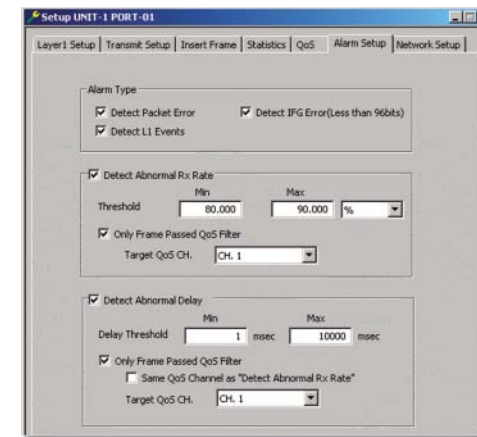 Setup UNIT-1 PORT-01
Layer1 Setup Transmit Setup Insert Frame Statistics QoS Alarm Setup Network Setup
Alarm Type
Detect Packet Error Detect IFG Error(Less than 96bits)
Detect L1 Events
Detect Abnormal Rx Rate
Min Max
Threshold 80.000 90.000 %
Only Frame Passed QoS Filter
Target QoS CH. CH. 1
Detect Abnormal Delay
Min Max
Delay Threshold 1 msec 10000 msec
Only Frame Passed QoS Filter
Same QoS Channel as "Detect Abnormal Rx Rate"
Target QoS CH. CH. 1